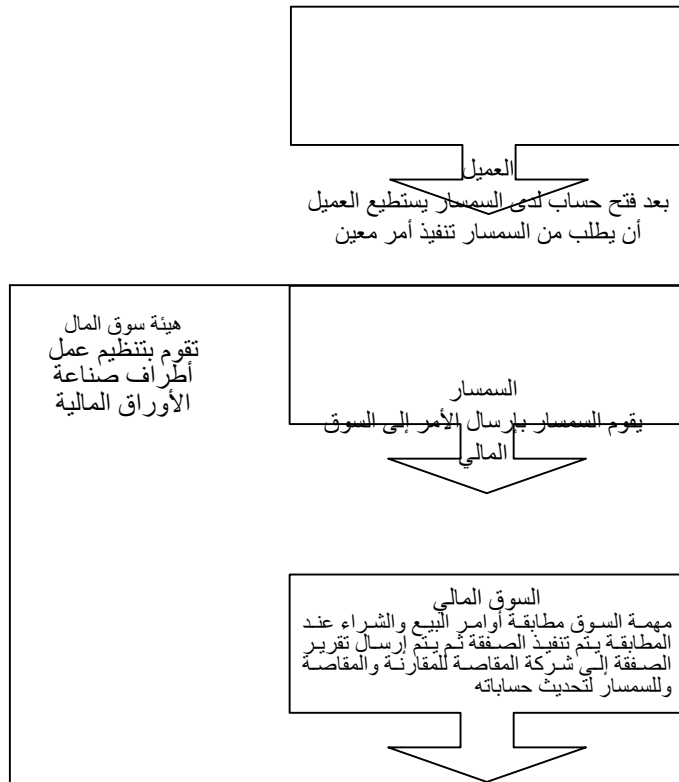 العميل
بعد فتح حساب لدى السمسار يستطيع العميل
أن يطلب من السمسار تنفيذ أمر معين
هيئة سوق المال
تقوم بتنظيم عمل
أطراف صناعة
الأوراق المالية
السمسار
يقوم السمسار بإرسال الأمر إلى السوق
المالي
السوق المالي
مهمة السوق مطابقة أوامر البيع والشراء عند
المطابقة يتم تنفيذ الصفقة ثم يتم إرسال تقرير
الصفقة إلى شركة المقاصة للمقارنة والمقاصة
وللسمسار لتحديث حساباته